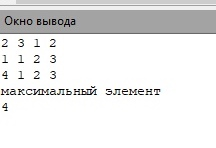 Окно вывода
2 3 1 2
1 1 2 3
4 1 2 3
максимальный элемент
4